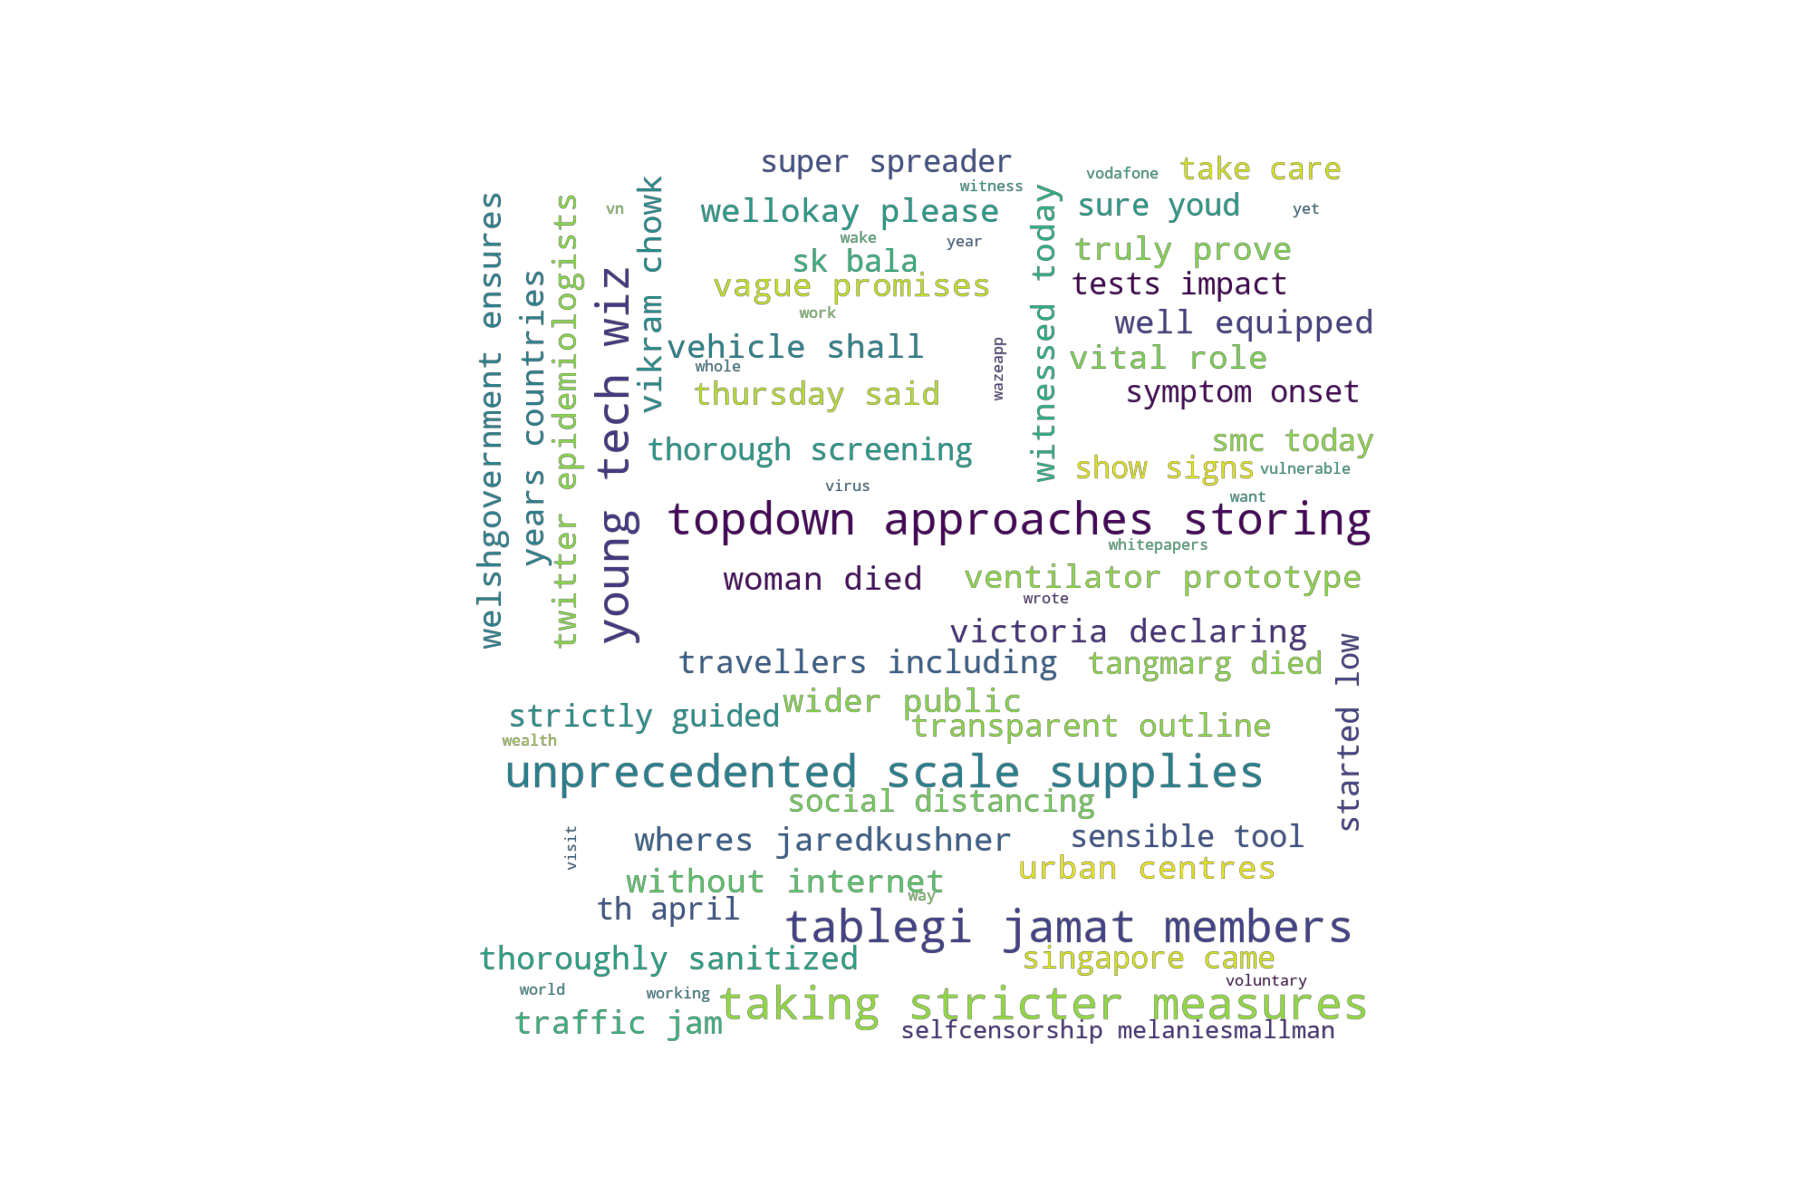 super spreader
vodafone
take care
witness
welshgovernment ensures
years countries
twitter epidemiologists
vn
young tech wiz
vikram chowk
wellokay please
witnessed today
sure youd
yet
wake
year
truly prove
sk bala
tests impact
vague promises
work
well equipped
vehicle shall
vital role
whole
wazeapp
thursday said
symptom onset
thorough screening
smc today
show signs
vulnerable
virus
want
topdown approaches storing
whitepapers
woman died
ventilator prototype
wrote
victoria declaring
travellers including
tangmarg died
started low
wider public
strictly guided
transparent outline
wealth
unprecedented scale supplies
social distancing
visit
wheres jaredkushner
sensible tool
urban centres
without internet
way
th april
tablegi jamat members
thoroughly sanitized
singapore came
voluntary
world
working
taking stricter measures
traffic jam
selfcensorship melaniesmallman